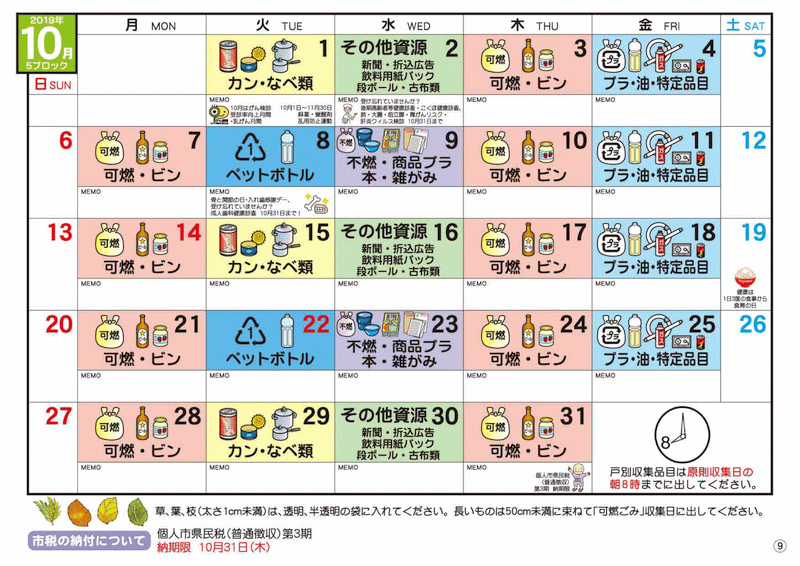 2019年
10月
5ブロック
日 SUN
月 MON
火 TUE
水 WED
木 THU
金 FRI
土 SAT
1
カン・なべ類
MEMO
10月はげん検診
受診率向上月間
・乳がん月間
10月1日〜11月30日
麻薬・覚醒剤
乱用防止運動
その他資源 2
新聞・折込広告
飲料用紙パック
段ボール・古布類
MEMO
受け忘れていませんか?
後期高齢者等健康診査・こくほ健康診査、
肺・大腸・前立腺・胃がんリスク・
肝炎ウィルス検診 10月31日まで
可燃
3
可燃・ビン
MEMO
プラ
4
プラ・油・特定品目
MEMO
5
6
可燃
7
可燃・ビン
MEMO
1
8
ペットボトル
MEMO
骨と関節の日・入れ歯感謝デー、
受け忘れていませんか?
成人歯科健康診査 10月31日まで!
不燃
9
不燃・商品プラ
本・雑がみ
MEMO
可燃
10
可燃・ビン
MEMO
プラ
11
プラ・油・特定品目
MEMO
12
13
可燃
14
可燃・ビン
MEMO
15
カン・なべ類
MEMO
その他資源 16
新聞・折込広告
飲料用紙パック
段ボール・古布類
MEMO
可燃
17
可燃・ビン
MEMO
プラ
18
プラ・油・特定品目
MEMO
19
健康は
1日3度の食事から
食育の日
20
可燃
21
可燃・ビン
MEMO
1
22
ペットボトル
MEMO
不燃
23
不燃・商品プラ
本・雑がみ
MEMO
可燃
24
可燃・ビン
MEMO
プラ
25
プラ・油・特定品目
MEMO
26
27
可燃
28
可燃・ビン
MEMO
29
カン・なべ類
MEMO
その他資源 30
新聞・折込広告
飲料用紙パック
段ボール・古布類
MEMO
可燃
31
可燃・ビン
MEMO
個人市県民税
(普通徴収)
第3期 納期限
8
戸別収集品目は原則収集日の
朝8時までに出してください。
草、葉、枝(太さ1cm未満)は、透明、半透明の袋に入れてください。長いものは50cm未満に束ねて「可燃ごみ」収集日に出してください。
市税の納付について
個人市県民税(普通徴収)第3期
納期限 10月31日(木)
9